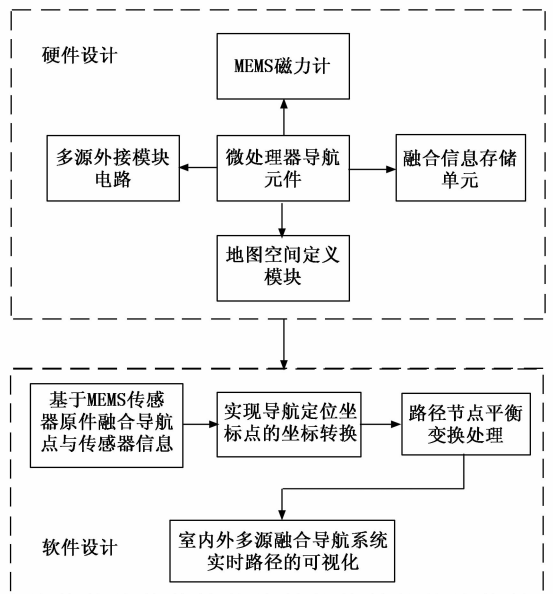 硬件设计
MEMS磁力计
多源外接模块
电路
微处理器导航
元件
融合信息存储
单元
地图空间定义
模块
基于MEMS传感
器原件融合导航
点与传感器信息
实现导航定位坐
标点的坐标转换
路径节点平衡
变换处理
室内外多源融合导航系统
实时路径的可视化
软件设计